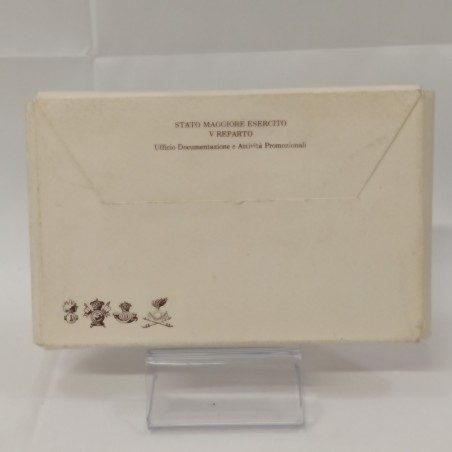 STATO MAGGIORE ESERCITO
V REPARTO
Ufficio Documentazione e Attività Promozionali